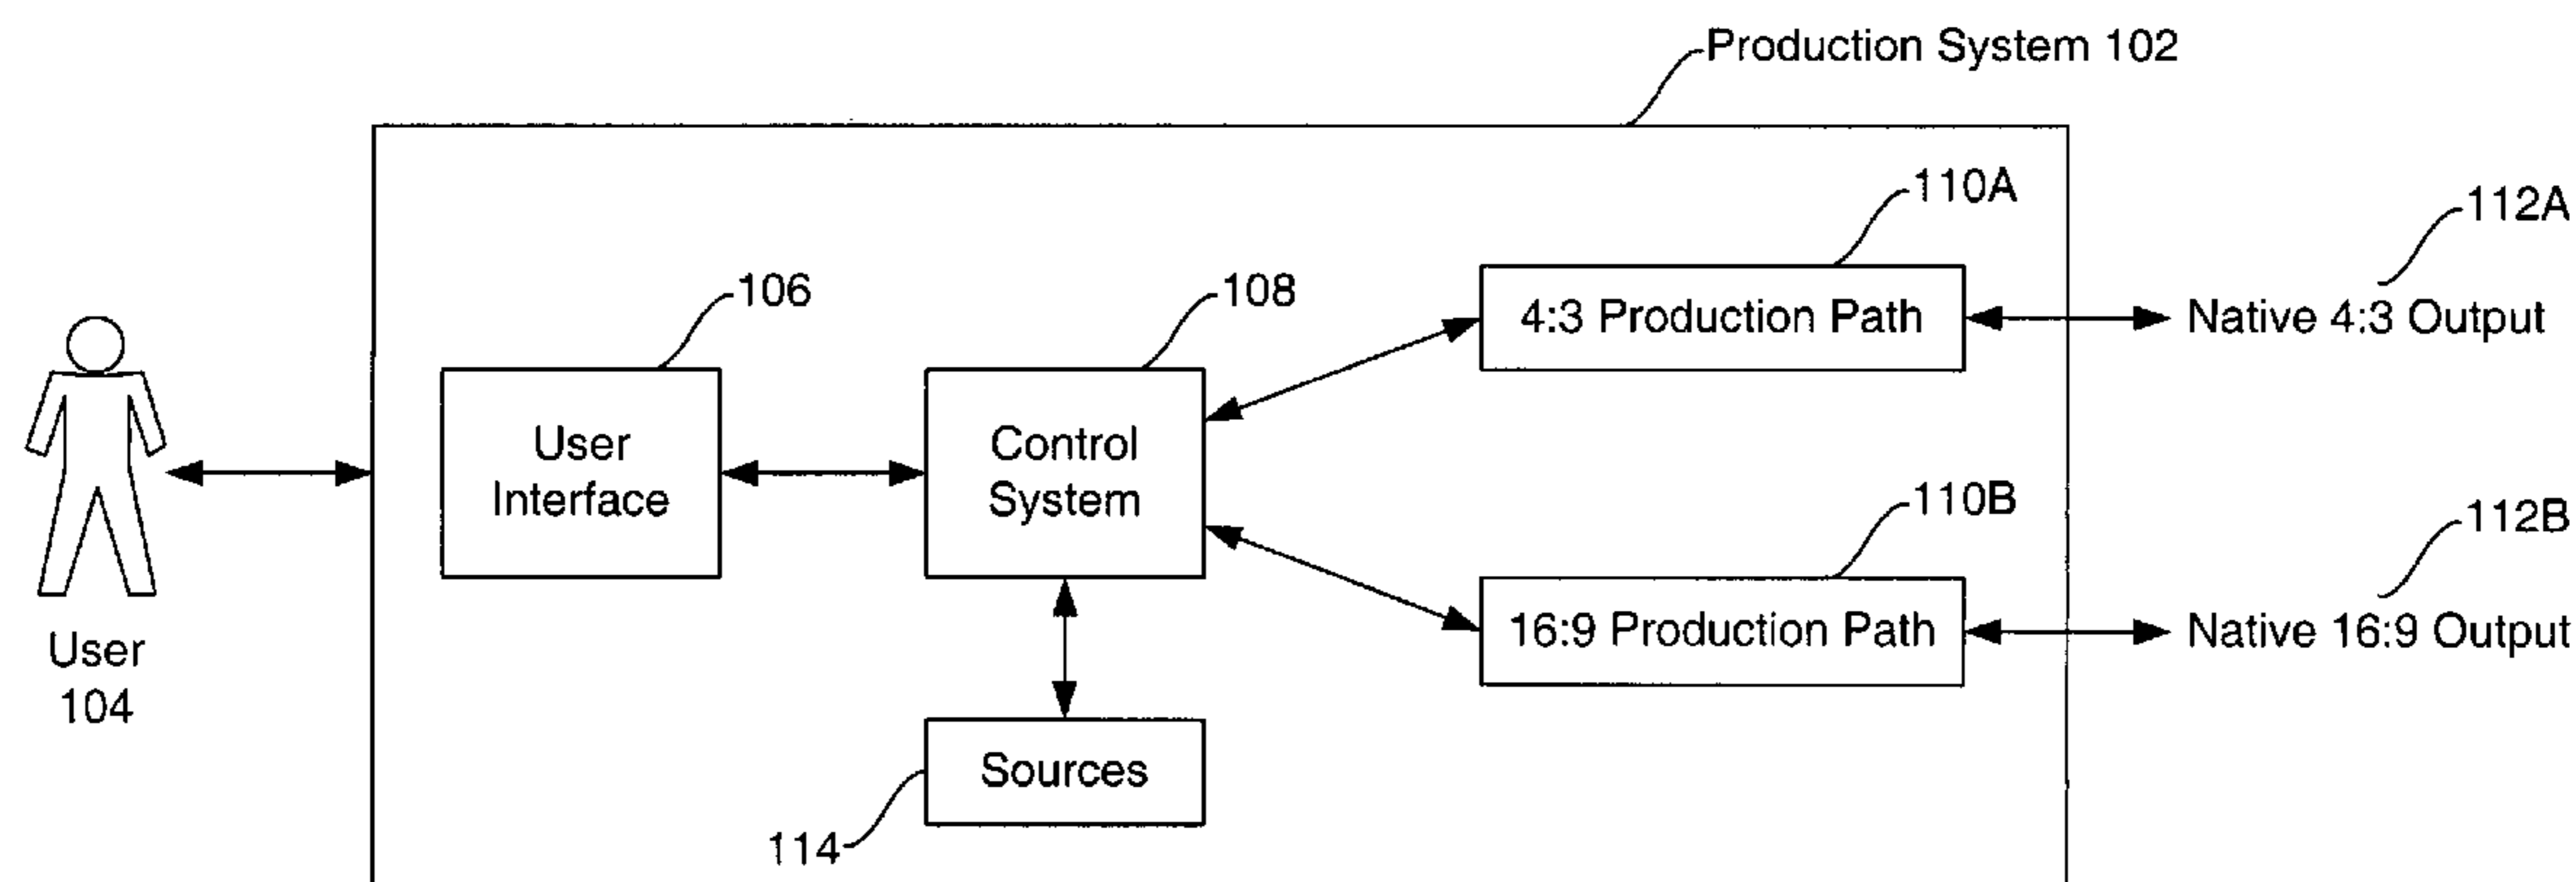 Production System 102
110A
112A
106
108
4:3 Production Path
Native 4:3 Output
User
Interface
Control
System
110B
112B
16:9 Production Path
Native 16:9 Output
User
104
Sources
114